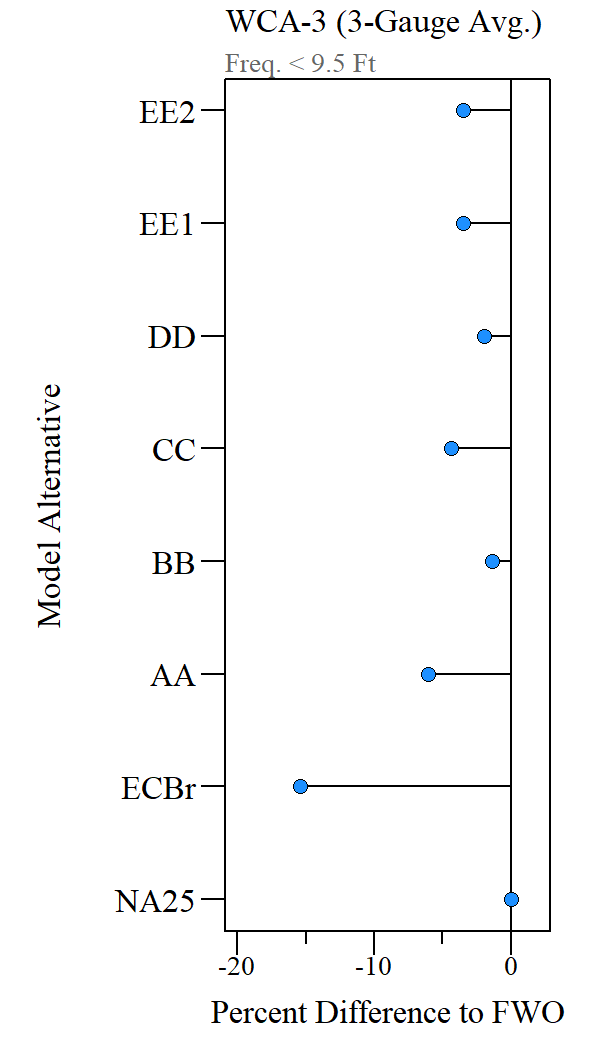 WCA-3 (3-Gauge Avg.)
Freq. < 9.5 Ft
EE2
EE1
DD
CC
BB
AA
ECBr
NA25
Model Alternative
-20 -10 0
Percent Difference to FWO